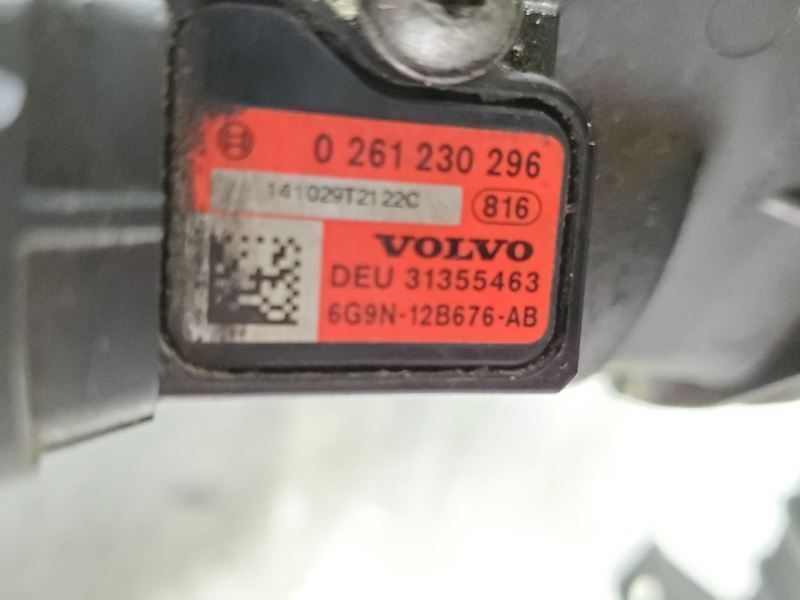 0 261 230 296
141029T2122C
816
VOLVO
DEU 31355463
6G9N-12B676-AB